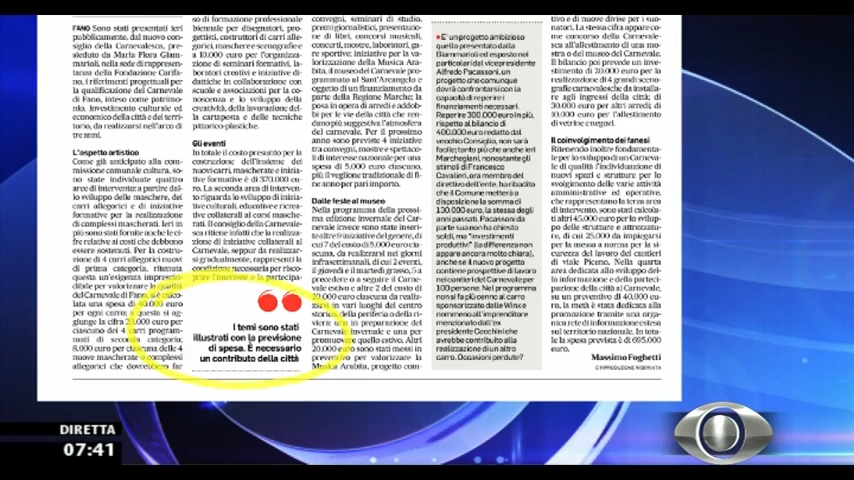 FANO Sono stati presentati ieri
pubblicamente, dal nuovo con-
siglio della Carnevalesca, pre-
sieduto da Maria Flora Giam-
marioli, nella sede di rappresen-
tanza della Fondazione Carifa-
no, i riferimenti progettuali per
la qualificazione del Carnevale
di Fano, inteso come patrimo-
nio, investimento culturale ed
economico della città e del terri-
torio, da realizzarsi nell'arco di
tre anni.
L'aspetto artistico
Come già anticipato alla com-
missione comunale cultura, so-
no state individuate quattro
aree di intervento: a partire dal-
lo sviluppo delle maschere, dei
carri allegorici e di iniziative
formative per la realizzazione
di complessi mascherati. Ieri in
più sono state fornite anche le ci-
fre relative ai costi che debbono
essere sostenuti. Per la costru-
zione di 4 carri allegorici nuovi
di prima categoria, ritenuta
quest'un'esigenza imprescin-
dibile per valorizzare la qualità
del Carnevale di Fano, si è calco-
lata una spesa di
per ogni carro; a questa si ag-
giunge la cifra 20.000 euro per
ciascuno dei 4 carri program-
mati di seconda categoria;
8.000 euro per ciascuna delle 4
nuove maschere o complessi
allegorici che dovrebbero far
so di formazione professionale
biennale per disegnatori, pro-
gettisti, costruttori di carri alle-
gorici, maschere e scenografie e
a 10.000 euro per l'organizza-
zione di seminari formativi, la-
boratori creativi e iniziative di-
dattiche in collaborazione con
scuole e associazioni per la co-
noscenza e lo sviluppo della
creatività, della lavorazione del-
la cartapesta e delle tecniche
pittorico-plastiche.
Gli eventi
In totale il costo presunto per la
costruzione dell'insieme dei
nuovi carri, maschere e inizia-
tive formative è di 370.000 eu-
ro. La seconda area di interven-
to riguarda lo sviluppo di inizia-
tive culturali, educative e ricre-
ative collaterali ai corsi masche-
rati. Il consiglio della Carnevale-
sca ritiene infatti che la realizza-
zione di iniziative collaterali al
Carnevale, seppur da realizzar-
si gradualmente, rappresenti la
condizione necessaria per risco-
prire l'interesse e la partecipa-
I temi sono stati
illustrati con la previsione
di spesa. È necessario
un contributo della città
convegni, seminari di studio,
premi giornalistici, presentazio-
ne di libri, concorsi musicali,
concerti, mostre, laboratori, ga-
re sportive; iniziative per la va-
lorizzazione della Musica Ara-
bita, il museo del Carnevale pro-
grammato al Sant'Arcangelo e
oggetto di un finanziamento da
parte della Regione Marche; la
posa in opera di arredi e addob-
bi per le vie della città che ren-
dano più suggestiva l'atmosfera
del carnevale. Per il prossimo
anno sono previste 4 iniziative
tra convegni, mostre e spettaco-
li di interesse nazionale per una
spesa di 5.000 euro ciascuno,
più il veglione tradizionale di fi-
ne anno per pari importo.
Dalle feste al museo
Nella programma della prossi-
ma edizione invernale del Car-
nevale invece sono state inseri-
te altre 9 iniziative del genere, di
cui 7 del costo di 5.000 euro cia-
scuna, da realizzarsi nei giorni
infrasettimanali, di cui 2 eventi,
il giovedì e il martedì grasso, 5 a
precedere o a seguire il Carne-
vale estivo e altre 2 del costo di
20.000 euro ciascuna da realiz-
zarsi in vari luoghi del centro
storico, della periferia o della ri-
viera: una in preparazione del
Carnevale invernale e una per
promuovere quello estivo. Altri
20.000 euro sono stati messi in
preventivo per valorizzare la
Musica Arabita, progetto com-
● E' un progetto ambizioso
quello presentato dalla
Giammarioli ed esposto nei
particolari dal vicepresidente
Alfredo Pacassoni, un
progetto che comunque
dovrà confrontarsi con la
capacità di reperire i
finanziamenti necessari.
Reperire 300.000 euro in più,
rispetto al bilancio di
400.000 euro redatto dal
vecchio Consiglio, non sarà
facile; tanto più che anche ieri
Marchegiani, nonostante gli
stimoli di Francesco
Cavalieri, ora membro del
direttivo dell'ente, ha ribadito
che il Comune metterà a
disposizione la somma di
130.000 euro, la stessa degli
anni passati. Pacassoni da
parte sua non ha chiesto
soldi, ma "investimenti
produttivi" (la differenza non
appare ancora molto chiara),
anche se il nuovo progetto
contiene prospettive di lavoro
nei cantieri del Carnevale per
100 persone. Nel programma
non si fa più cenno al carro
sponsorizzato dalle Winx e
nemmeno all'imprenditore
menzionato dall'ex
presidente Cecchini che
avrebbe contribuito alla
realizzazione di un altro
carro. Occasioni perdute?
tivo e di nuove divise per i suo-
natori. La stessa cifra appare co-
me concorso della Carnevale-
sca all'allestimento di una mo-
stra o del museo del Carnevale.
Il bilancio poi prevede un inve-
stimento di 20.000 euro per la
realizzazione di 4 grandi sceno-
grafie carnevalesche da installa-
re agli ingressi della città; di
30.000 euro per altri arredi; di
10.000 euro per l'allestimento
di vetrine e negozi.
Il coinvolgimento dei fanesi
Ritenendo inoltre fondamenta-
le per lo sviluppo di un Carneva-
le di qualità l'individuazione di
nuovi spazi e strutture per lo
svolgimento delle varie attività
amministrative ed operative,
che rappresentano la terza area
di intervento, sono stati calcola-
ti altri 45.000 euro per lo svilup-
po delle strutture e attrezzatu-
re, di cui 25.000 da impiegarsi
per la messa a norma per la si-
curezza del lavoro dei cantieri
di viale Piceno. Nella quarta
area dedicata allo sviluppo del-
la informazione e della parteci-
pazione della città al Carnevale,
su un preventivo di 40.000 eu-
ro, la metà è stata dedicata alla
promozione tramite una orga-
nica rete di informazione esteso
sul territorio nazionale. In tota-
le la spesa prevista è di 695.000
euro.
Massimo Foghetti
© RIPRODUZIONE RISERVATA
DIRETTA
07:41